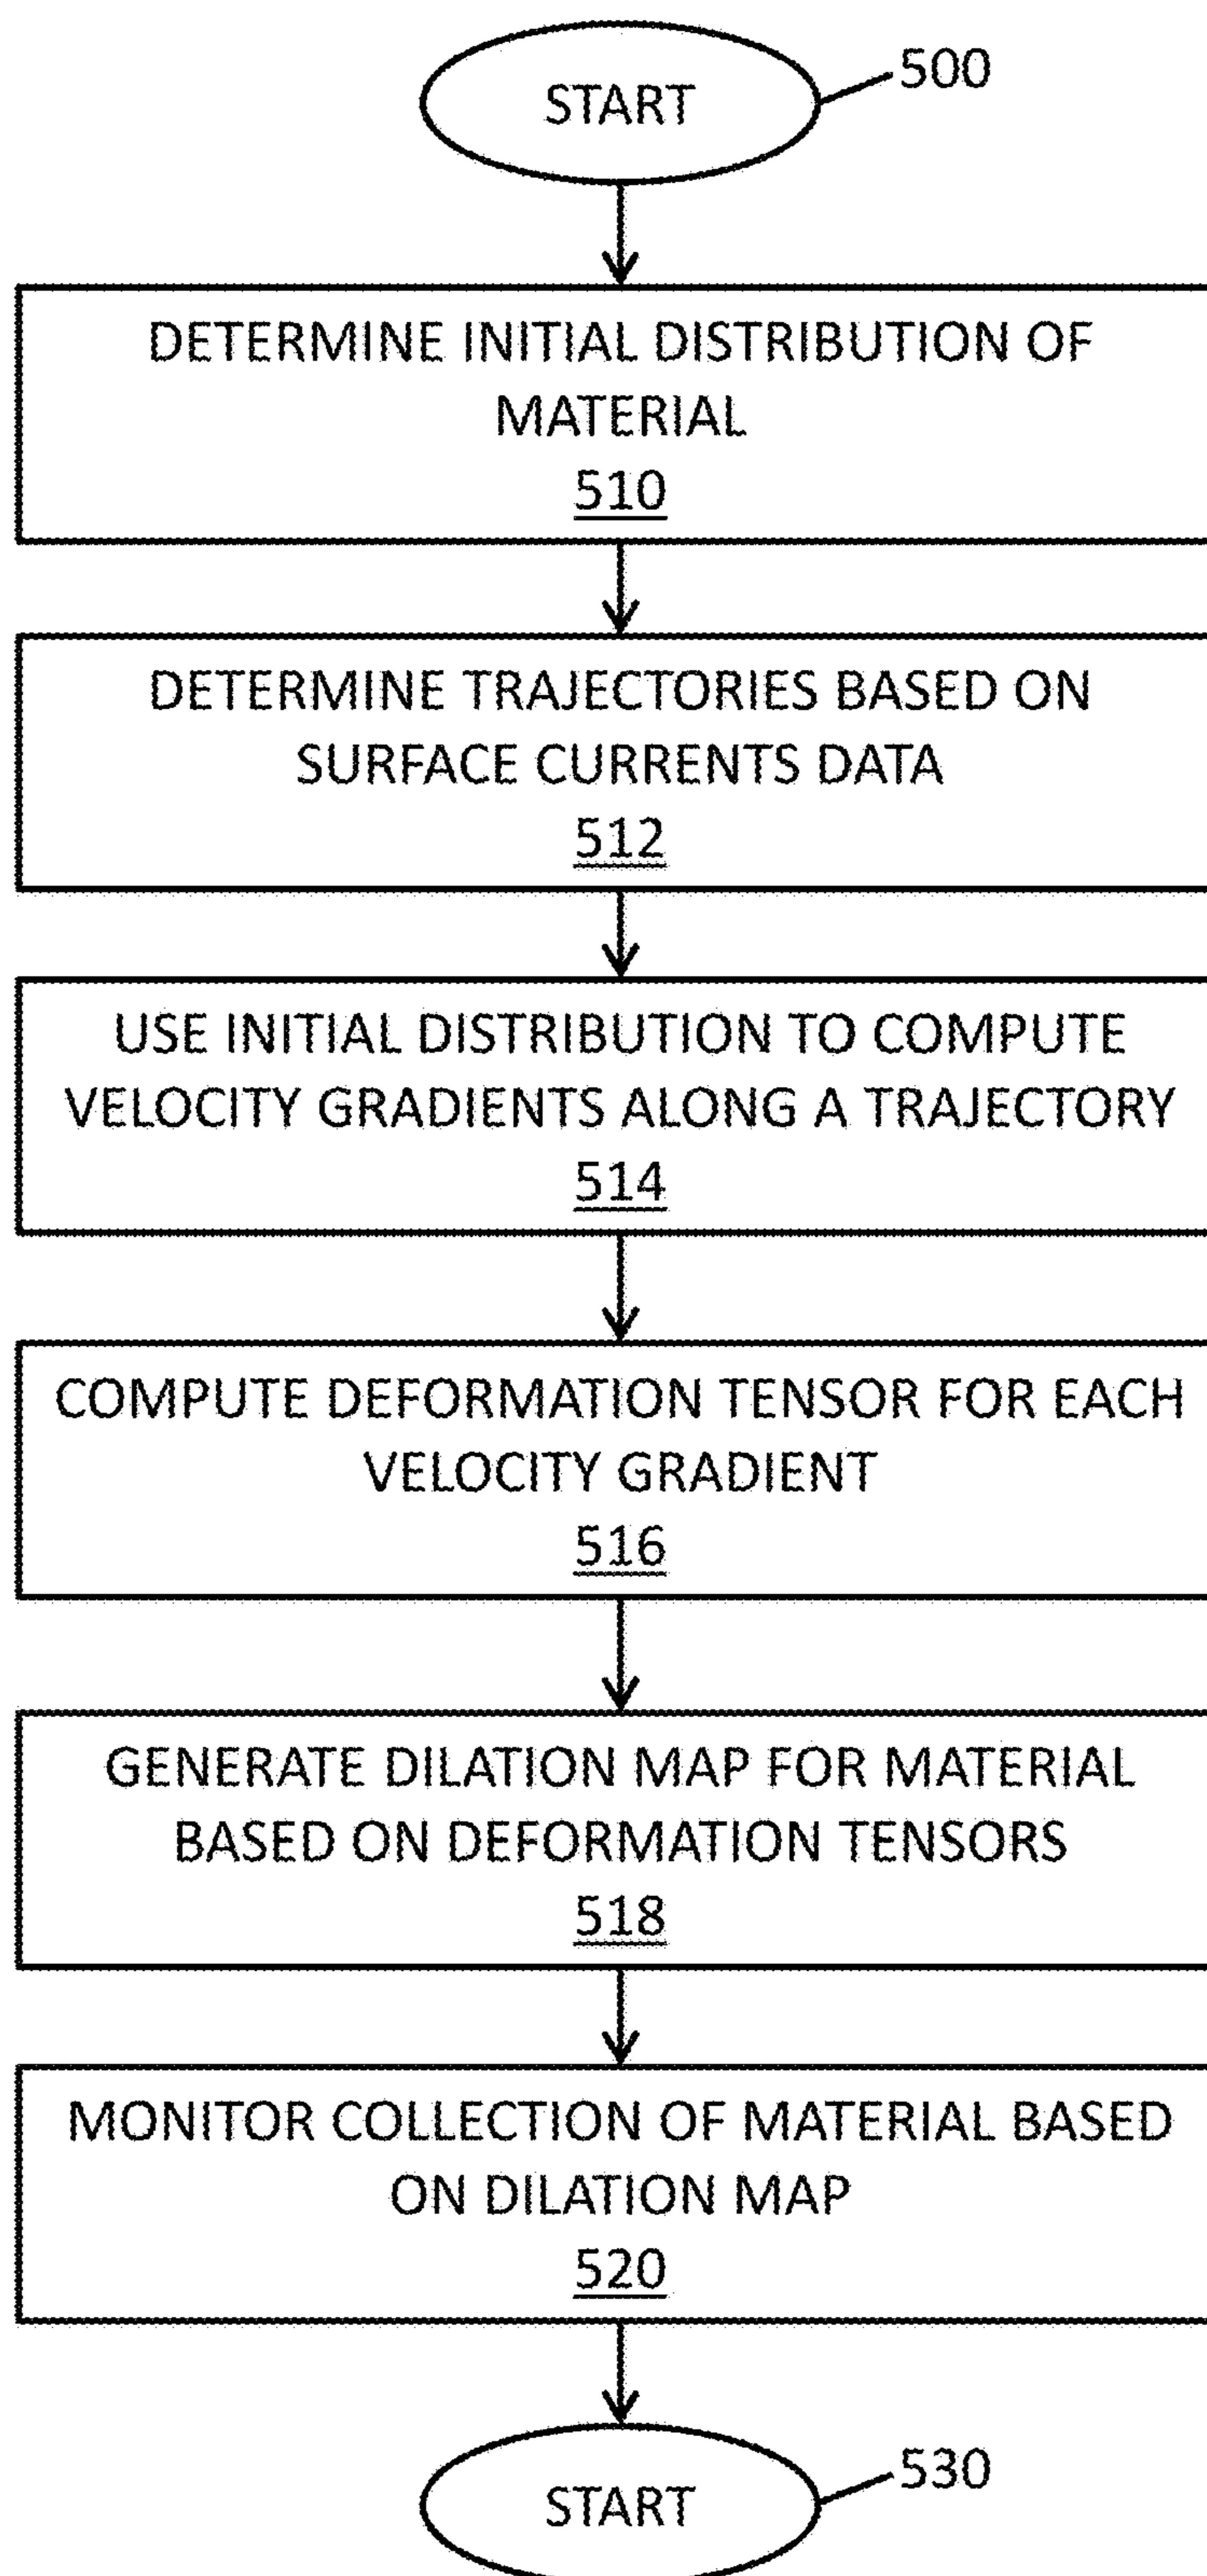 START
500
DETERMINE INITIAL DISTRIBUTION OF
MATERIAL
510
DETERMINE TRAJECTORIES BASED ON
SURFACE CURRENTS DATA
512
USE INITIAL DISTRIBUTION TO COMPUTE
VELOCITY GRADIENTS ALONG A TRAJECTORY
514
COMPUTE DEFORMATION TENSOR FOR EACH
VELOCITY GRADIENT
516
GENERATE DILATION MAP FOR MATERIAL
BASED ON DEFORMATION TENSORS
518
MONITOR COLLECTION OF MATERIAL BASED
ON DILATION MAP
520
START
530